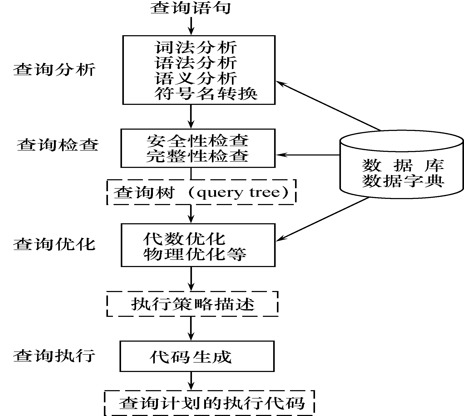 查询语句
查询分析
词法分析
语法分析
语义分析
符号名转换
查询检查
安全性检查
完整性检查
数 据 库
数据字典
查询树（query tree）
查询优化
代数优化
物理优化等
执行策略描述
查询执行
代码生成
查询计划的执行代码